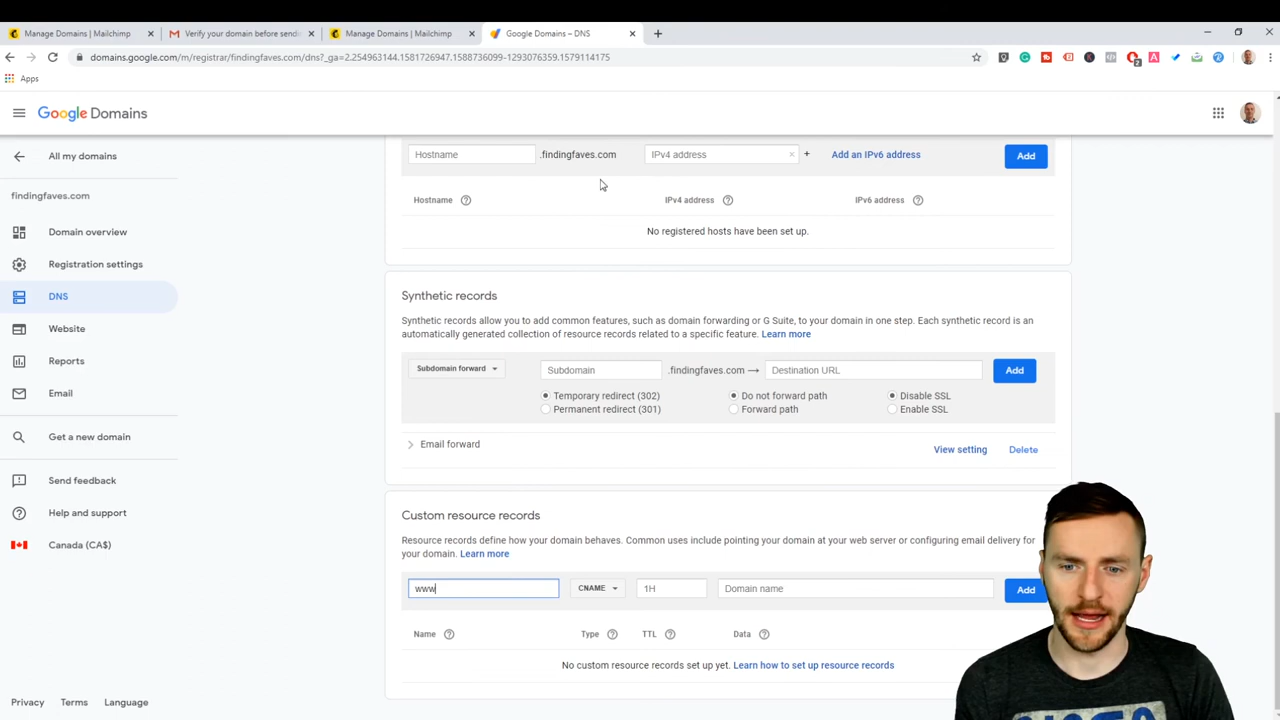 Manage Domains | Mailchimp
Verify your domain before sendi
Manage Domains | Mailchimp
Google Domains – DNS
domains.google.com/m/registrar/findingfaves.com/dns?_ga=2.254963144.1581726947.1588736099-1293076359.1579114175
Apps
Google Domains
All my domains
findingfaves.com
Domain overview
Registration settings
DNS
Website
Reports
Email
Get a new domain
Send feedback
Help and support
Canada (CA$)
Privacy Terms Language
Hostname .findingfaves.com IPv4 address + Add an IPv6 address Add
Hostname IPv4 address IPv6 address
No registered hosts have been set up.
Synthetic records
Synthetic records allow you to add common features, such as domain forwarding or G Suite, to your domain in one step. Each synthetic record is an
automatically generated collection of resource records related to a specific feature. Learn more
Subdomain forward Subdomain .findingfaves.com → Destination URL Add
Temporary redirect (302) Do not forward path Disable SSL
Permanent redirect (301) Forward path Enable SSL
Email forward View setting Delete
Custom resource records
Resource records define how your domain behaves. Common uses include pointing your domain at your web server or configuring email delivery for
your domain. Learn more
www CNAME 1H Domain name Add
Name Type TTL Data
No custom resource records set up yet. Learn how to set up resource records